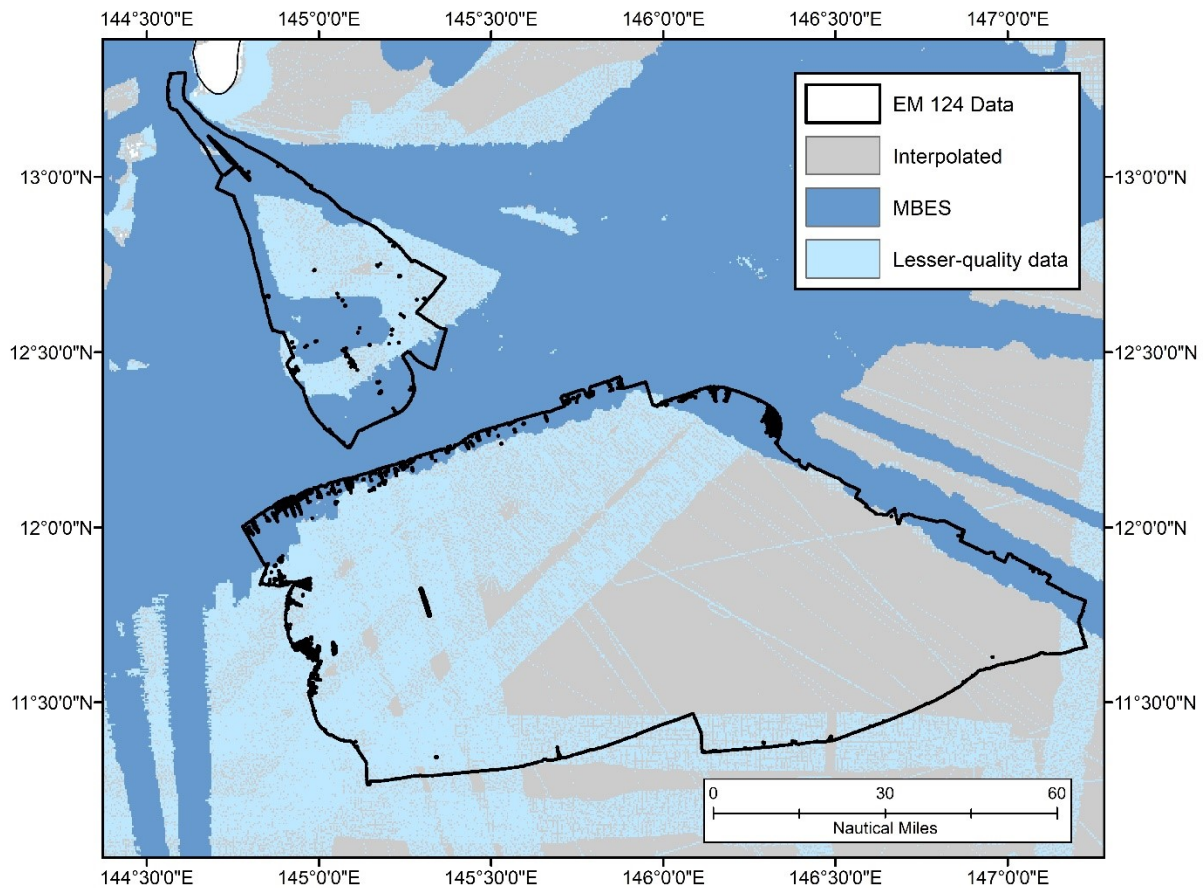 144°30'0"E 145°0'0"E 145°30'0"E 146°0'0"E 146°30'0"E 147°0'0"E
EM 124 Data
Interpolated
MBES
Lesser-quality data
13°0'0"N 13°0'0"N
12°30'0"N 12°30'0"N
12°0'0"N 12°0'0"N
11°30'0"N 11°30'0"N
0 30 60
Nautical Miles
144°30'0"E 145°0'0"E 145°30'0"E 146°0'0"E 146°30'0"E 147°0'0"E